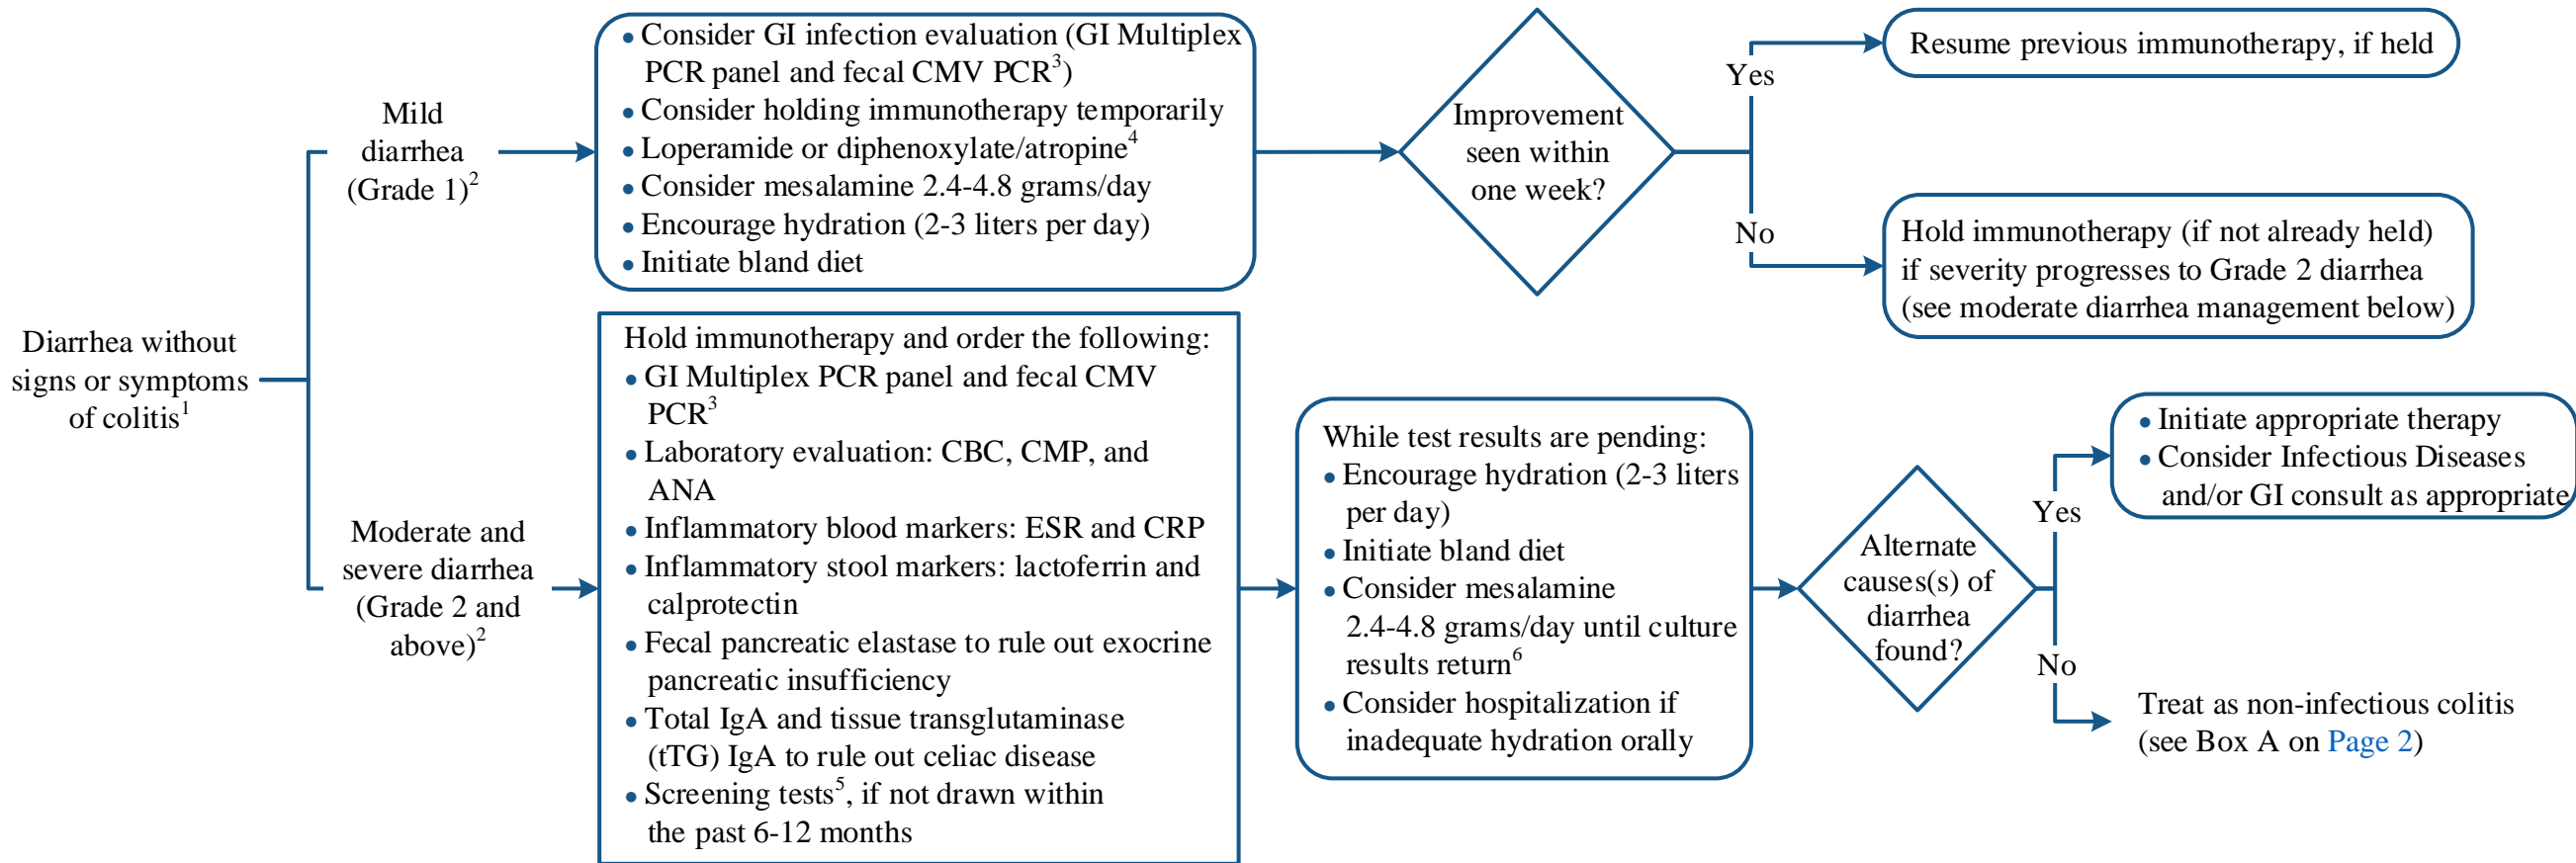 Diarrhea without
signs or symptoms
of colitis1
Mild
diarrhea
(Grade 1)2
• Consider GI infection evaluation (GI Multiplex
PCR panel and fecal CMV PCR3)
• Consider holding immunotherapy temporarily
• Loperamide or diphenoxylate/atropine4
• Consider mesalamine 2.4-4.8 grams/day
• Encourage hydration (2-3 liters per day)
• Initiate bland diet
Improvement
seen within
one week?
Yes
Resume previous immunotherapy, if held
No
Hold immunotherapy (if not already held)
if severity progresses to Grade 2 diarrhea
(see moderate diarrhea management below)
Moderate and
severe diarrhea
(Grade 2 and
above)2
Hold immunotherapy and order the following:
• GI Multiplex PCR panel and fecal CMV
PCR3
• Laboratory evaluation: CBC, CMP, and
ANA
• Inflammatory blood markers: ESR and CRP
• Inflammatory stool markers: lactoferrin and
calprotectin
• Fecal pancreatic elastase to rule out exocrine
pancreatic insufficiency
• Total IgA and tissue transglutaminase
(tTG) IgA to rule out celiac disease
• Screening tests5, if not drawn within
the past 6-12 months
While test results are pending:
• Encourage hydration (2-3 liters
per day)
• Initiate bland diet
• Consider mesalamine
2.4-4.8 grams/day until culture
results return6
• Consider hospitalization if
inadequate hydration orally
Alternate
causes(s) of
diarrhea
found?
Yes
• Initiate appropriate therapy
• Consider Infectious Diseases
and/or GI consult as appropriate
No
Treat as non-infectious colitis
(see Box A on Page 2)